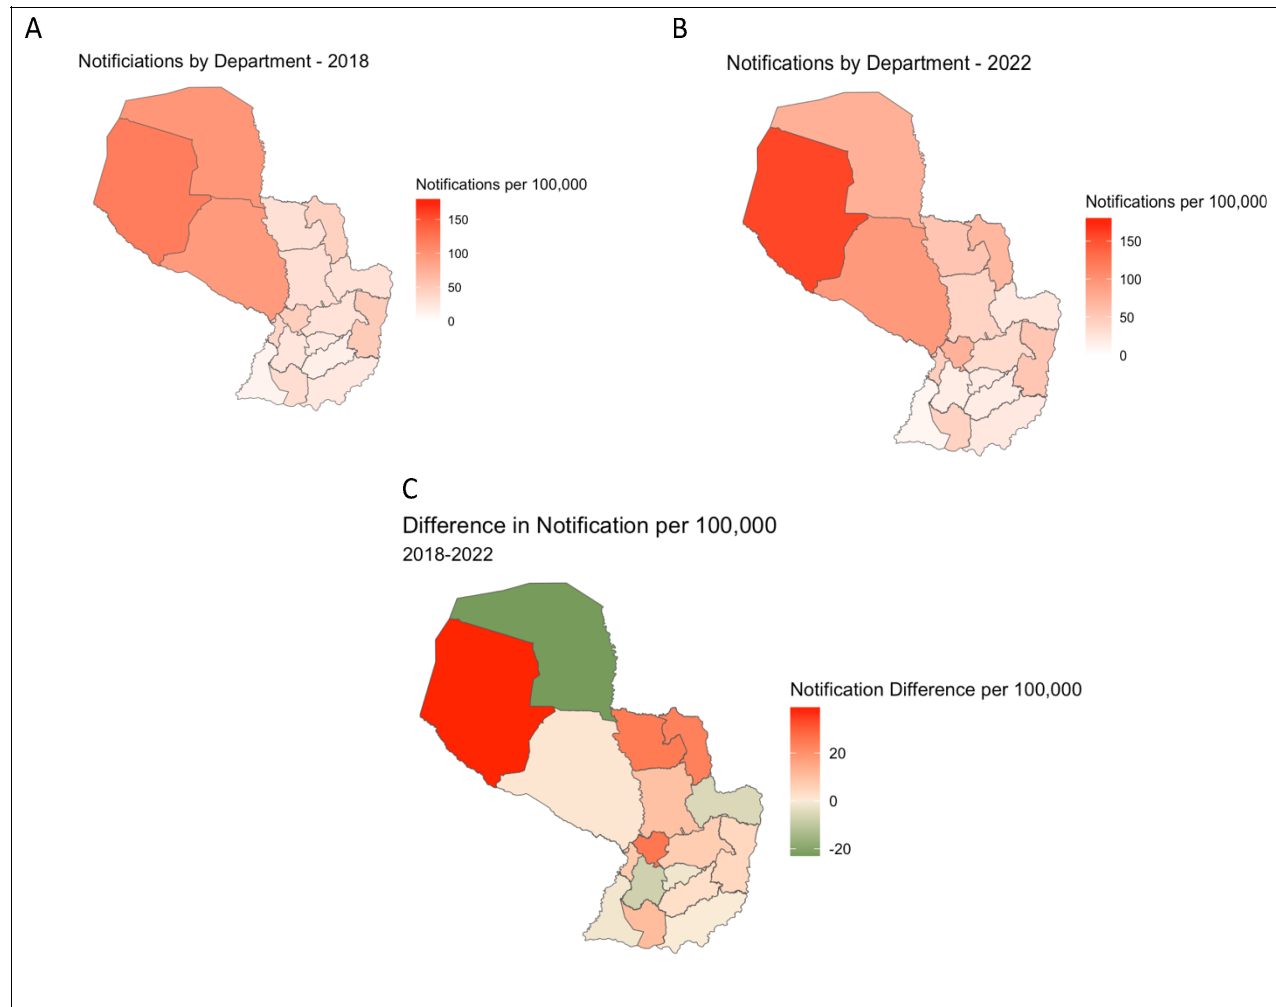 A
Notificiations by Department - 2018
Notifications per 100,000
150
100
50
0
B
Notifications by Department - 2022
Notifications per 100,000
150
100
50
0
C
Difference in Notification per 100,000
2018-2022
Notification Difference per 100,000
20
0
-20